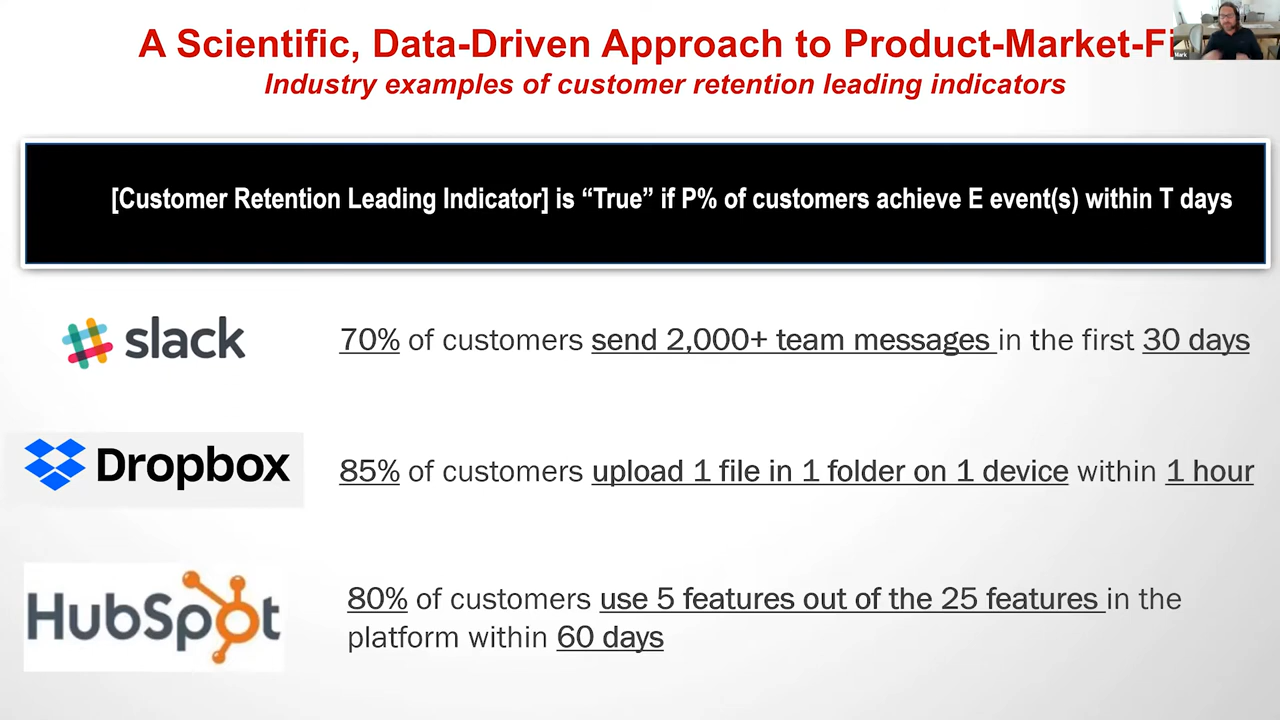 A Scientific, Data-Driven Approach to Product-Market-Fi
Mark
Industry examples of customer retention leading indicators
[Customer Retention Leading Indicator] is “True” if P% of customers achieve E event(s) within T days
slack
70% of customers send 2,000+ team messages in the first 30 days
Dropbox
85% of customers upload 1 file in 1 folder on 1 device within 1 hour
HubSpot
80% of customers use 5 features out of the 25 features in the
platform within 60 days